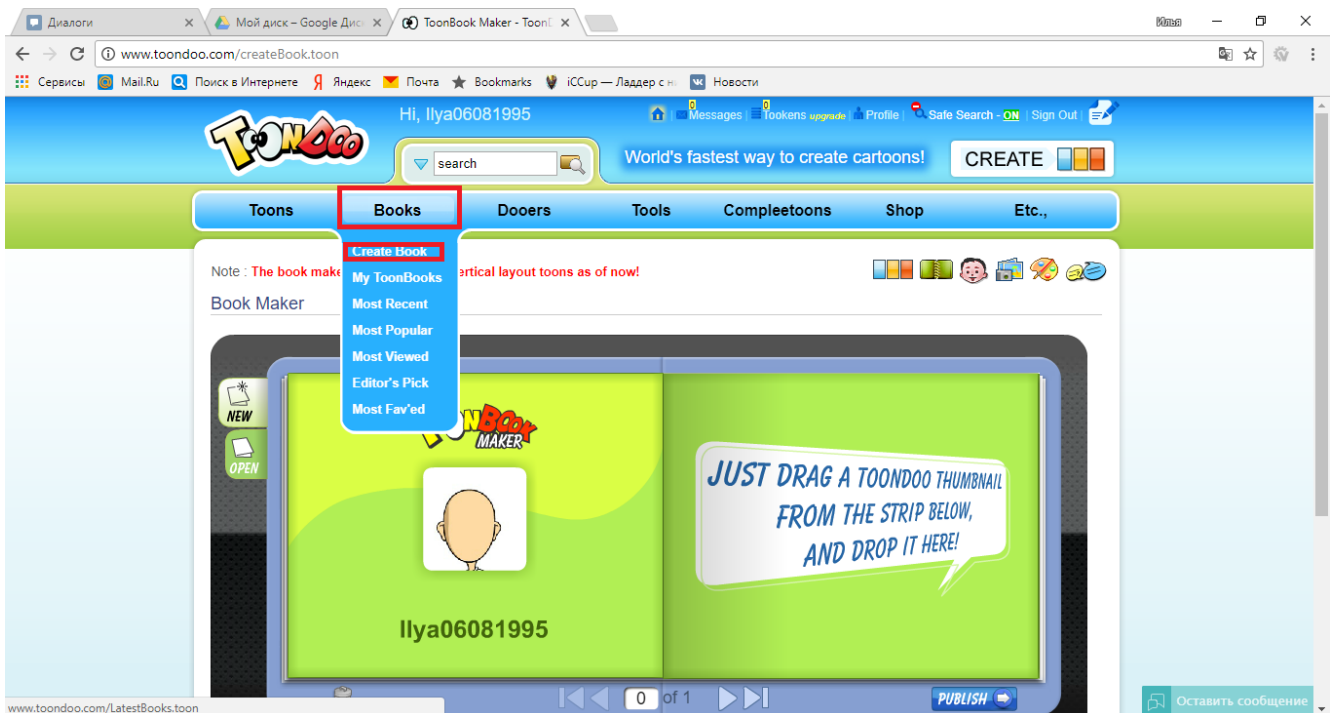 Диалоги
Мой диск – Google Дис
ToonBook Maker - Toon
Илья
www.toondoo.com/createBook.toon
Сервисы
Mail.Ru
Поиск в Интернете
Яндекс
Почта
Bookmarks
iCCup — Ладдер с н
Новости
TOONDOO
Hi, Ilya06081995
0
Messages |
0
Tookens upgrade |
Profile |
Safe Search - ON | Sign Out |
search
World's fastest way to create cartoons!
CREATE
Toons Books Dooers Tools Compleetoons Shop Etc.,
Create Book
My ToonBooks
Most Recent
Most Popular
Most Viewed
Editor's Pick
Most Fav'ed
Note : The book make
ertical layout toons as of now!
Book Maker
NEW
OPEN
MAKER
Ilya06081995
JUST DRAG A TOONDOO THUMBNAIL
FROM THE STRIP BELOW,
AND DROP IT HERE!
0 of 1
PUBLISH
www.toondoo.com/LatestBooks.toon
Оставить сообщение